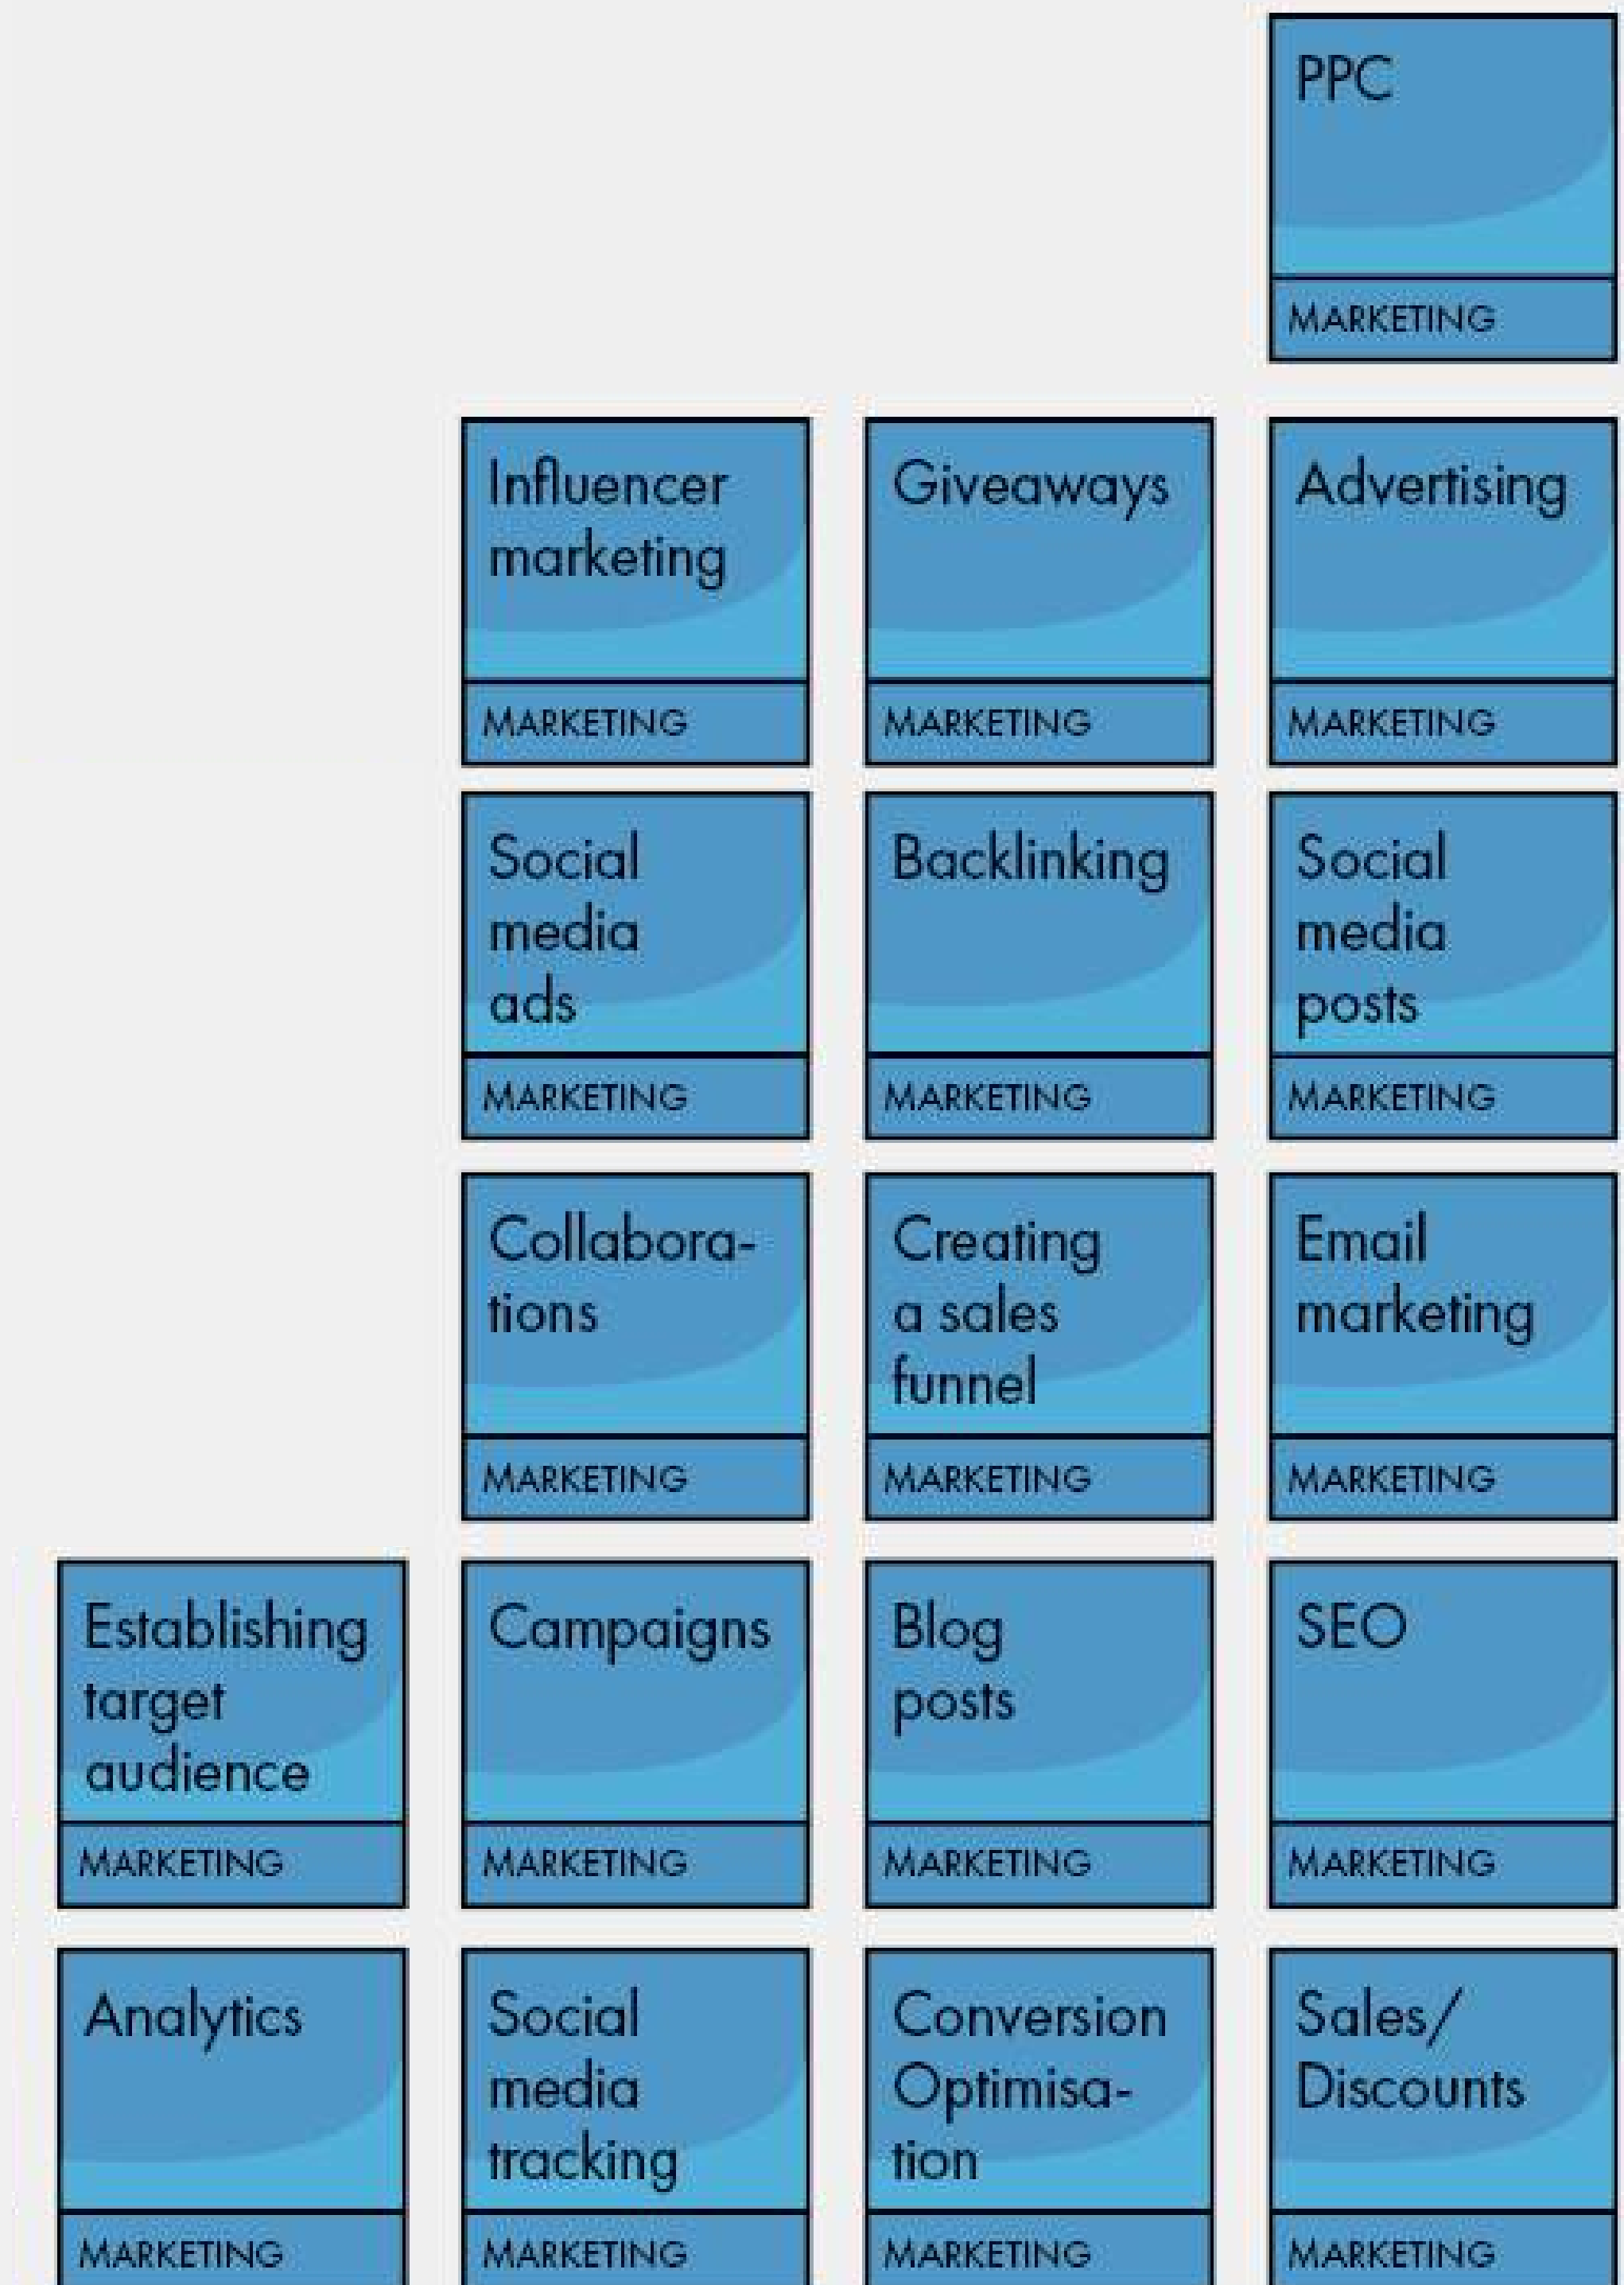 PPC
MARKETING
Influencer
marketing
MARKETING
Giveaways
MARKETING
Advertising
MARKETING
Social
media
ads
MARKETING
Backlinking
MARKETING
Social
media
posts
MARKETING
Collabora-
tions
MARKETING
Creating
a sales
funnel
MARKETING
Email
marketing
MARKETING
Establishing
target
audience
MARKETING
Campaigns
MARKETING
Blog
posts
MARKETING
SEO
MARKETING
Analytics
MARKETING
Social
media
tracking
MARKETING
Conversion
Optimisa-
tion
MARKETING
Sales/
Discounts
MARKETING